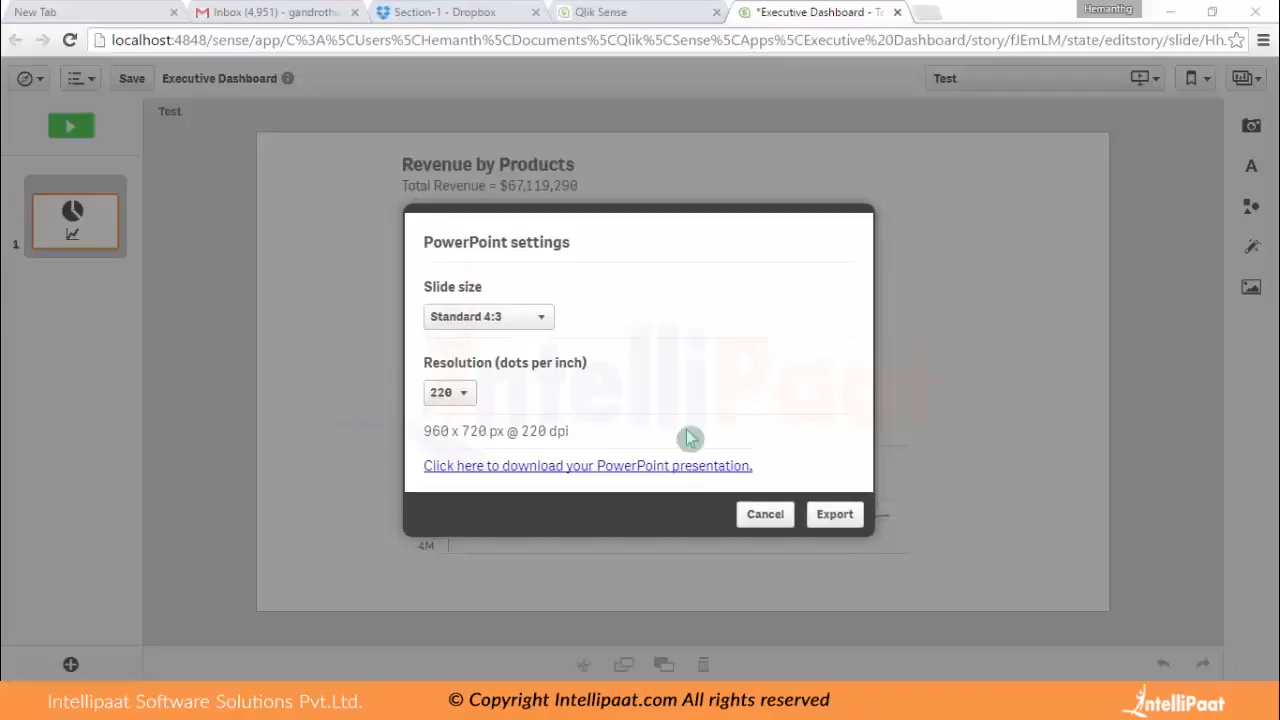 New Tab
Inbox (4,951) - gandrothu
Section-1 - Dropbox
Qlik Sense
*Executive Dashboard - Te
Hemanthg
localhost:4848/sense/app/C%3A%5CUsers%5CHemanth%5CDocuments%5CQlik%5CSense%5CApps%5CExecutive%20Dashboard/story/fJEmLM/state/editstory/slide/Hh.
Save
Executive Dashboard
Test
Test
1
Revenue by Products
Total Revenue = $67,119,290
PowerPoint settings
Slide size
Standard 4:3
Resolution (dots per inch)
220
960 x 720 px @ 220 dpi
Click here to download your PowerPoint presentation.
Cancel
Export
4M
IntelliPaat
Intellipaat Software Solutions Pvt.Ltd.
© Copyright Intellipaat.com All rights reserved
IntelliPaat